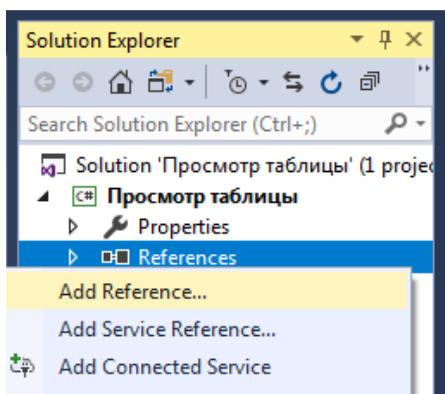 Solution Explorer
Search Solution Explorer (Ctrl+;)
Solution 'Просмотр таблицы' (1 projec
C# Просмотр таблицы
Properties
References
Add Reference...
Add Service Reference...
Add Connected Service